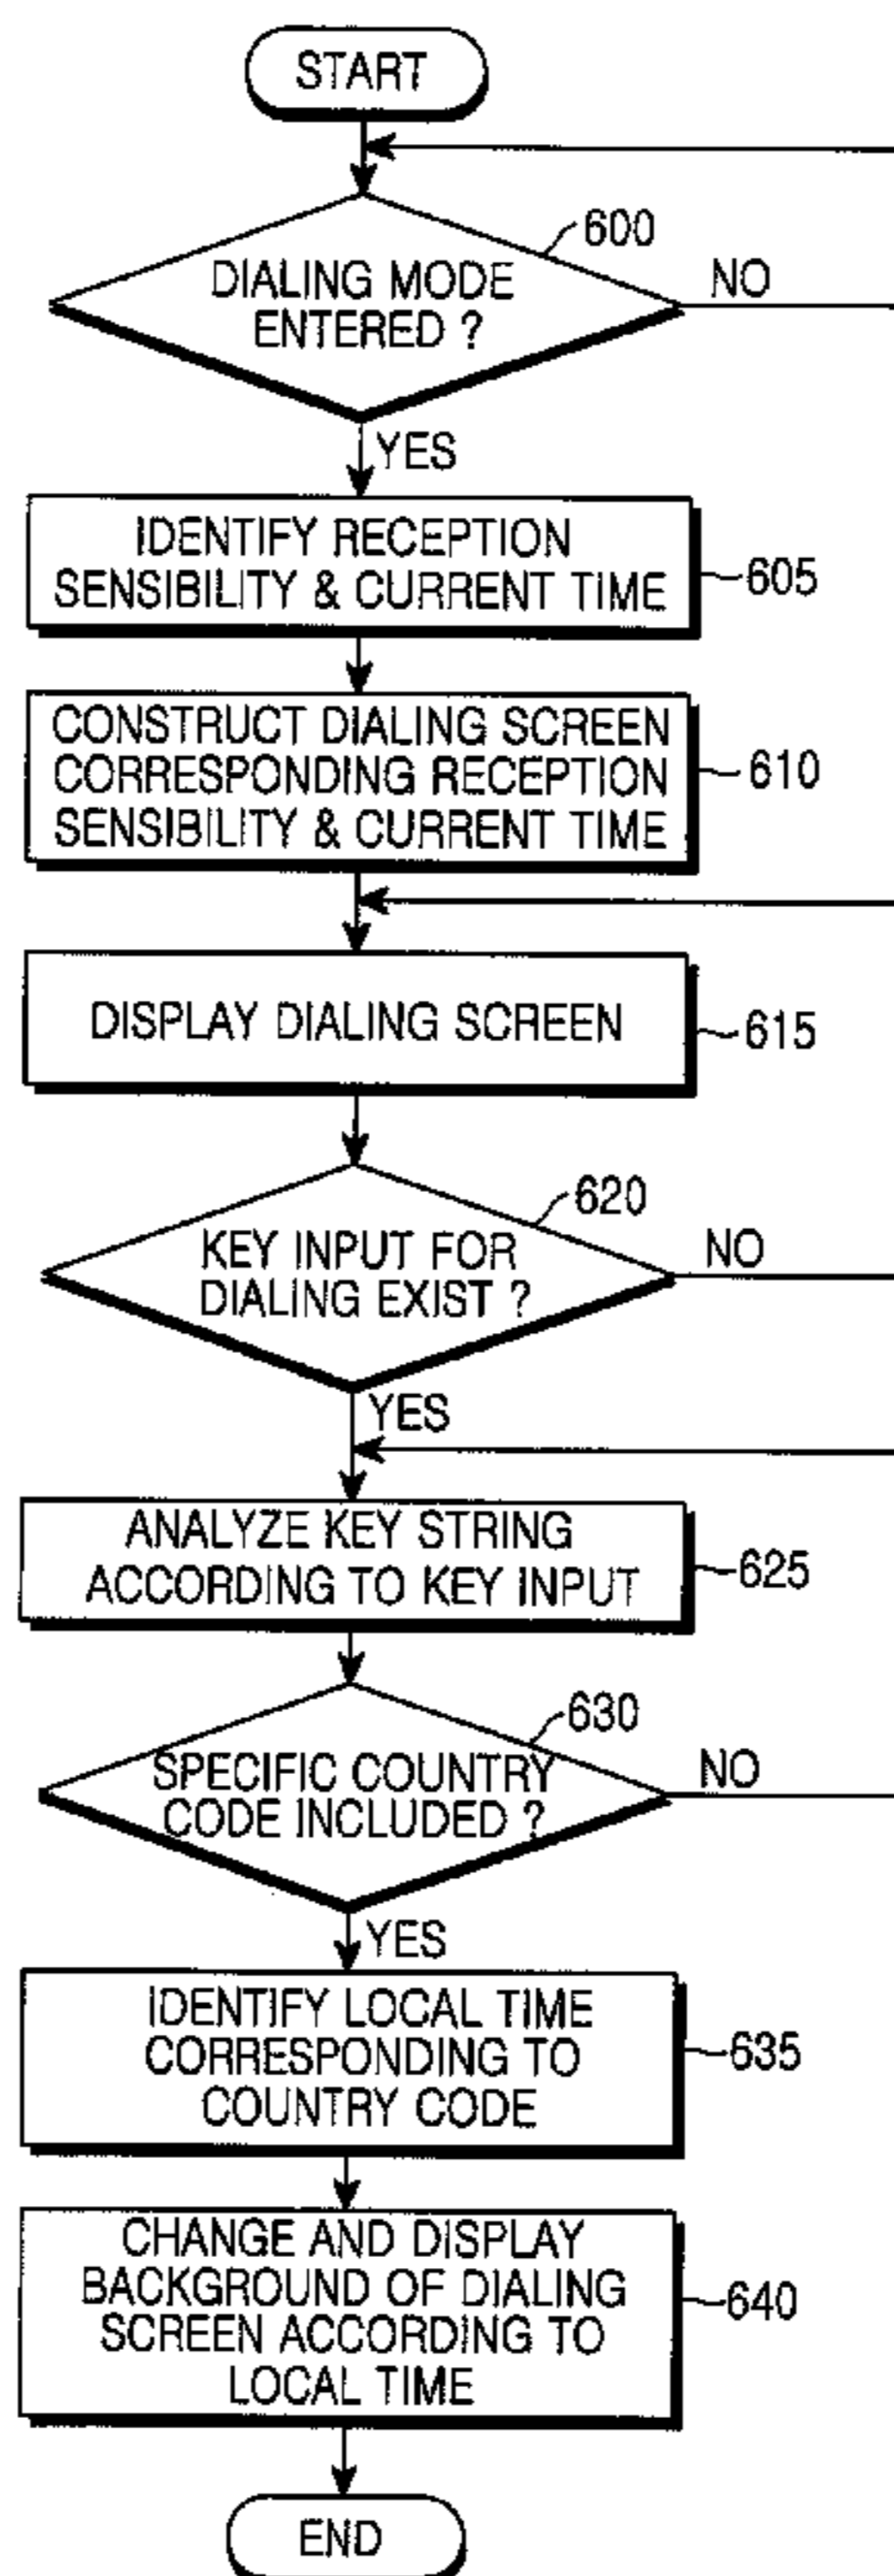 START
600
DIALING MODE
ENTERED ?
NO
YES
IDENTIFY RECEPTION
SENSIBILITY & CURRENT TIME
605
CONSTRUCT DIALING SCREEN
CORRESPONDING RECEPTION
SENSIBILITY & CURRENT TIME
610
DISPLAY DIALING SCREEN
615
620
KEY INPUT FOR
DIALING EXIST ?
NO
YES
ANALYZE KEY STRING
ACCORDING TO KEY INPUT
625
630
SPECIFIC COUNTRY
CODE INCLUDED ?
NO
YES
IDENTIFY LOCAL TIME
CORRESPONDING TO
COUNTRY CODE
635
CHANGE AND DISPLAY
BACKGROUND OF DIALING
SCREEN ACCORDING TO
LOCAL TIME
640
END